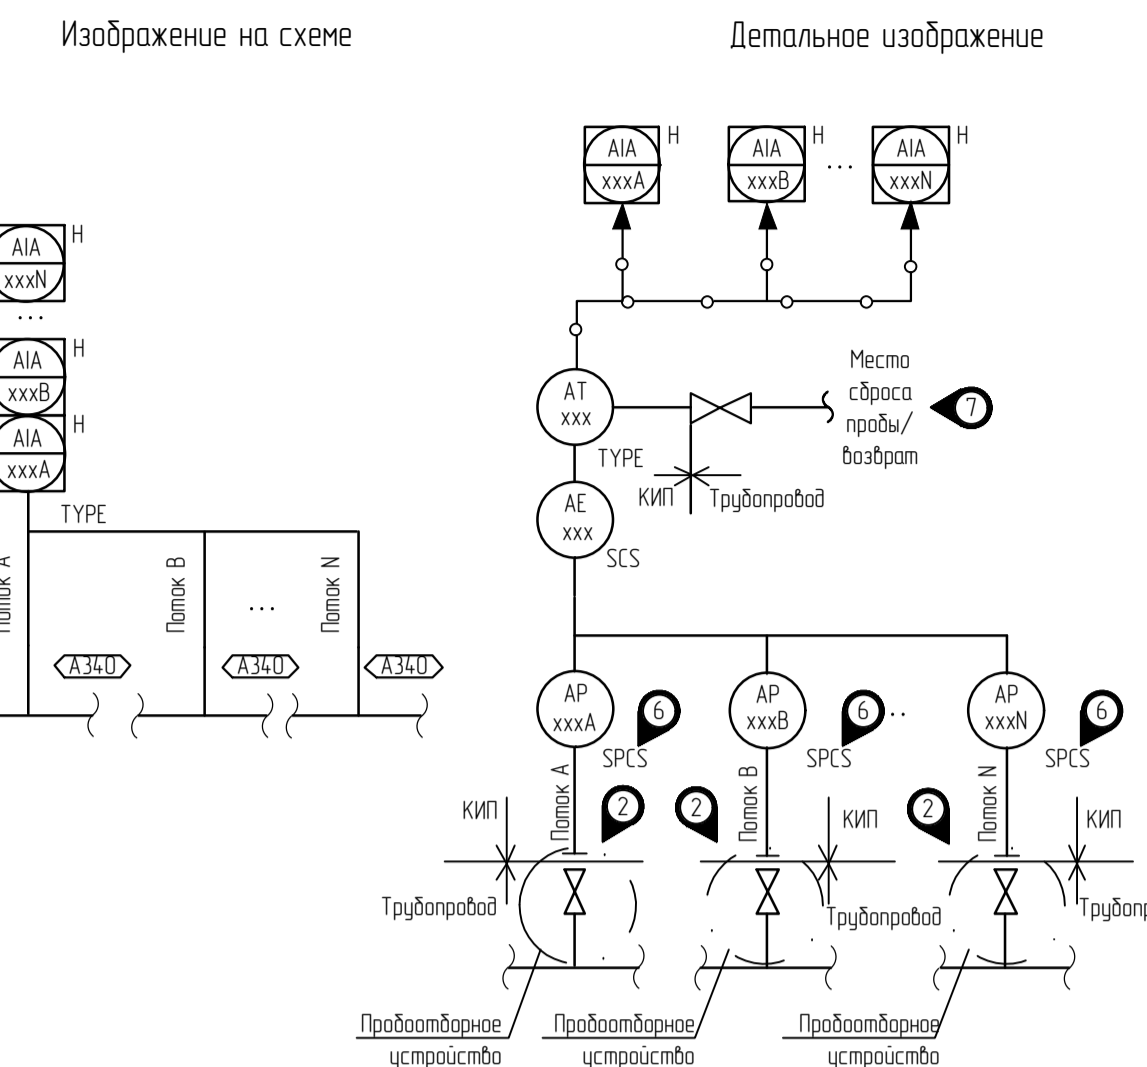 Изображение на схеме
Детальное изображение
AIA
xxxN
H
...
AIA
xxxB
H
AIA
xxxA
H
TYPE
Поток A
Поток B
...
Поток N
A340
A340
A340
AIA
xxxA
H
AIA
xxxB
H
...
AIA
xxxN
H
AT
xxx
TYPE
Место
сброса
пробы/
возврат
7
КИП
Трубопровод
AE
xxx
SCS
AP
xxxA
6
SPCS
AP
xxxB
6
..
SPCS
AP
xxxN
6
SPCS
Поток A
2
2
Поток B
2
Поток N
КИП
КИП
КИП
Трубопровод
Трубопровод
Трубопр
Пробоотборное
устройство
Пробоотборное
устройство
Пробоотборное
устройство